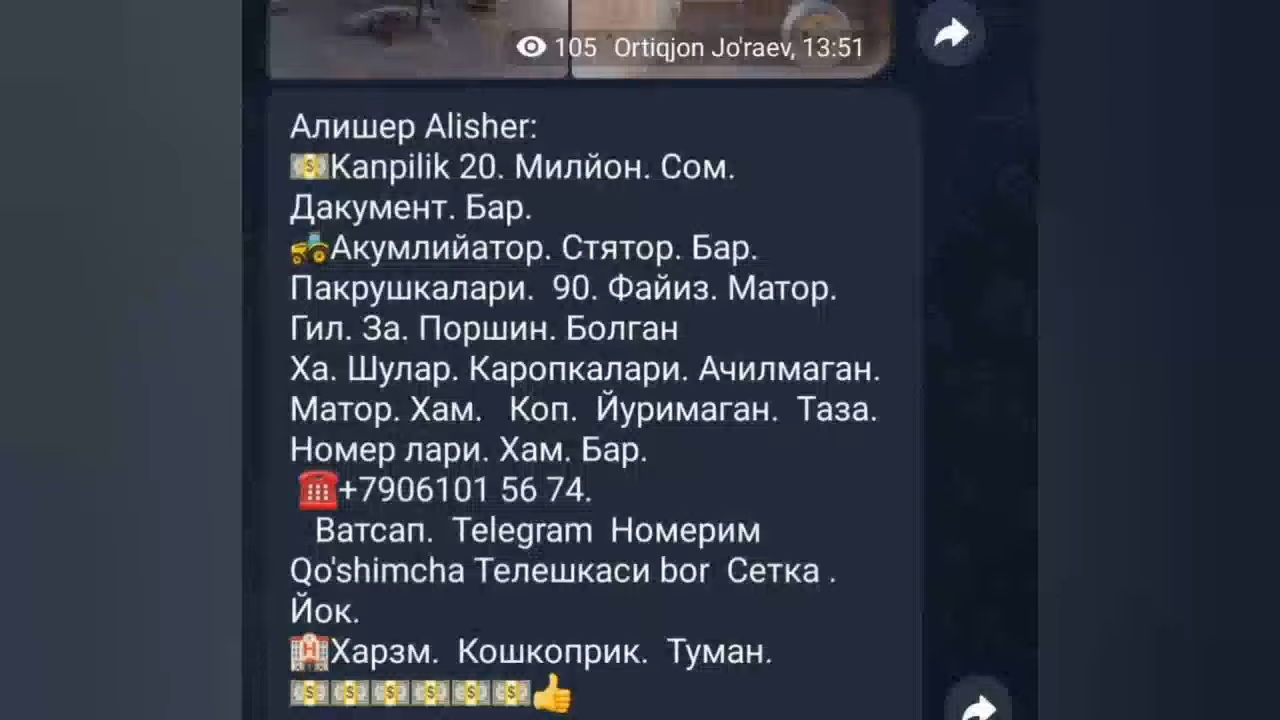 105 Ortiqjon Jo'raev, 13:51
Алишер Alisher:
💵Kanpilik 20. Милйон. Сом.
Дакумент. Бар.
🚜Акумлийатор. Стятор. Бар.
Пакрушкалари. 90. Файиз. Матор.
Гил. За. Поршин. Болган
Ха. Шулар. Каропкалари. Ачилмаган.
Матор. Хам. Коп. Йуримаган. Таза.
Номер лари. Хам. Бар.
☎️+7906101 56 74.
Ватсап. Telegram Номерим
Qo'shimcha Телешкаси bor Сетка .
Йок.
🏩Харзм. Кошкоприк. Туман.
💵💵💵💵💵💵👍